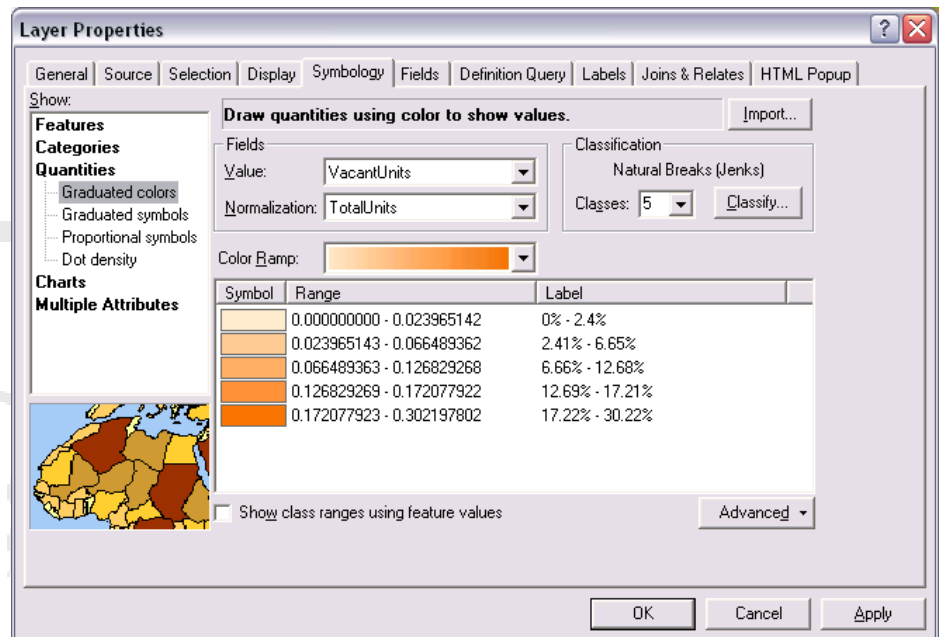 Layer Properties
General Source Selection Display Symbology Fields Definition Query Labels Joins & Relates HTML Popup
Show:
Features
Categories
Quantities
Graduated colors
Graduated symbols
Proportional symbols
Dot density
Charts
Multiple Attributes
Draw quantities using color to show values.
Import...
Fields
Value: VacantUnits
Normalization: TotalUnits
Classification
Natural Breaks (Jenks)
Classes: 5 Classify...
Color Ramp:
Symbol Range Label
0.000000000 - 0.023965142 0% - 2.4%
0.023965143 - 0.066489362 2.41% - 6.65%
0.066489363 - 0.126829268 6.66% - 12.68%
0.126829269 - 0.172077922 12.69% - 17.21%
0.172077923 - 0.302197802 17.22% - 30.22%
Show class ranges using feature values
Advanced
OK Cancel Apply